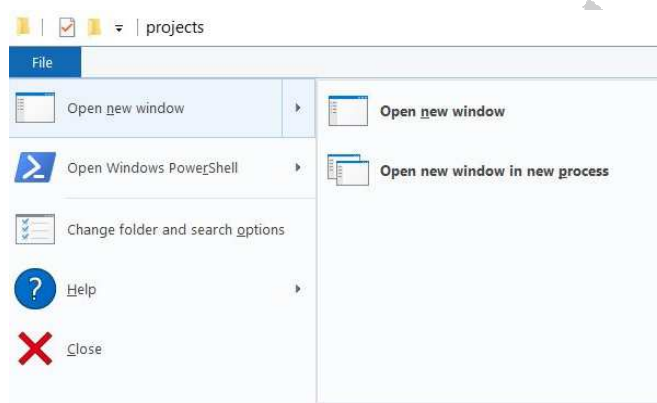 projects
File
Open new window
Open Windows PowerShell
Change folder and search options
Help
Close
Open new window
Open new window in new process